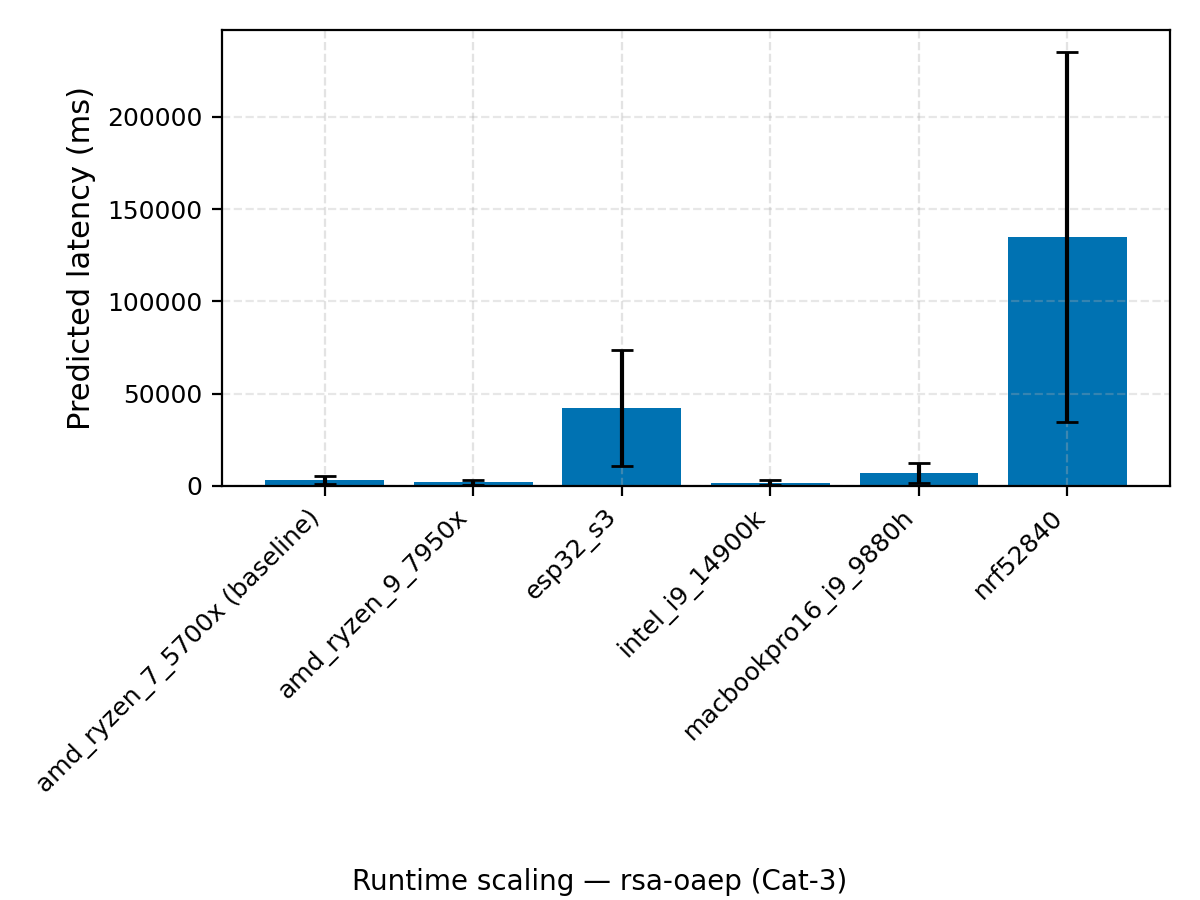 Predicted latency (ms)
200000
150000
100000
50000
0
amd_ryzen_7_5700x (baseline)
amd_ryzen_9_7950x
esp32_s3
intel_i9_14900k
macbookpro16_i9_9880h
nrf52840
Runtime scaling — rsa-oaep (Cat-3)